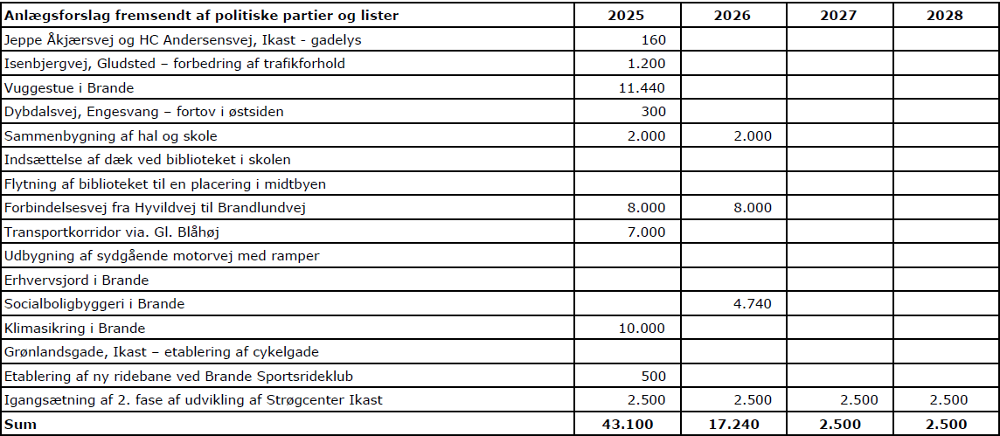 Anlægsforslag fremsendt af politiske partier og lister 2025 2026 2027 2028
Jeppe Åkjærsvej og HC Andersensvej, Ikast - gadelys 160
Isenbjergvej, Gludsted – forbedring af trafikforhold 1.200
Vuggestue i Brande 11.440
Dybdalsvej, Engesvang – fortov i østsiden 300
Sammenbygning af hal og skole 2.000 2.000
Indsættelse af dæk ved biblioteket i skolen
Flytning af biblioteket til en placering i midtbyen
Forbindelsesvej fra Hyvildvej til Brandlundvej 8.000 8.000
Transportkorridor via. Gl. Blåhøj 7.000
Udbygning af sydgående motorvej med ramper
Erhvervsjord i Brande
Socialboligbyggeri i Brande 4.740
Klimasikring i Brande 10.000
Grønlandsgade, Ikast – etablering af cykelgade
Etablering af ny ridebane ved Brande Sportsrideklub 500
Igangsætning af 2. fase af udvikling af Strøgcenter Ikast 2.500 2.500 2.500 2.500
Sum 43.100 17.240 2.500 2.500